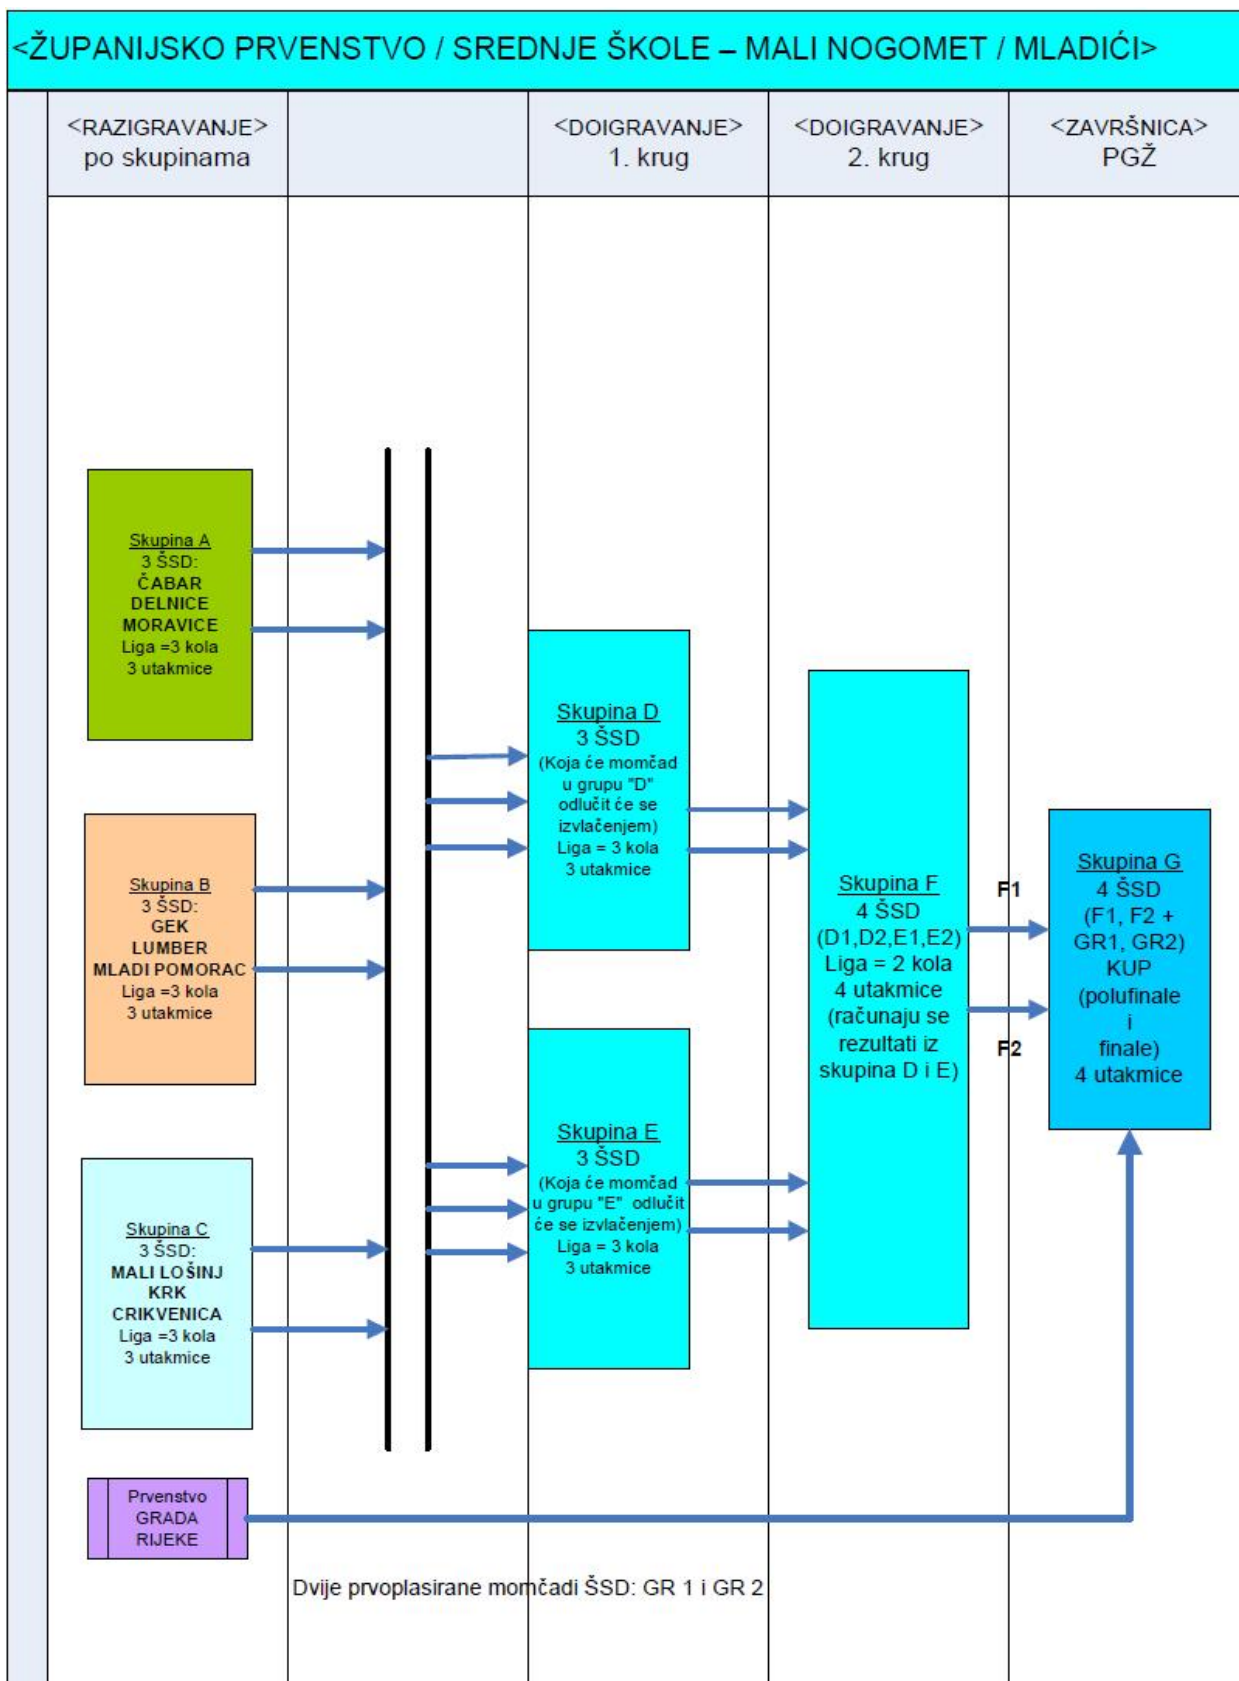 <ŽUPANIJSKO PRVENSTVO / SREDNJE ŠKOLE – MALI NOGOMET / MLADIĆI>
<RAZIGRAVANJE>
po skupinama
<DOIGRAVANJE>
1. krug
<DOIGRAVANJE>
2. krug
<ZAVRŠNICA>
PGŽ
Skupina A
3 ŠSD:
ČABAR
DELNICE
MORAVICE
Liga =3 kola
3 utakmice
Skupina B
3 ŠSD:
GEK
LUMBER
MLADI POMORAC
Liga =3 kola
3 utakmice
Skupina C
3 ŠSD:
MALI LOŠINJ
KRK
CRIKVENICA
Liga =3 kola
3 utakmice
Prvenstvo
GRADA
RIJEKE
Skupina D
3 ŠSD
(Koja će momčad
u grupu "D"
odlučit će se
izvlačenjem)
Liga = 3 kola
3 utakmice
Skupina E
3 ŠSD
(Koja će momčad
u grupu "E" odlučit
će se izvlačenjem)
Liga = 3 kola
3 utakmice
Skupina F
4 ŠSD
(D1,D2,E1,E2)
Liga = 2 kola
4 utakmice
(računaju se
rezultati iz
skupina D i E)
F1
F2
Skupina G
4 ŠSD
(F1, F2 +
GR1, GR2)
KUP
(polufinale
i
finale)
4 utakmice
Dvije prvoplasirane momčadi ŠSD: GR 1 i GR 2